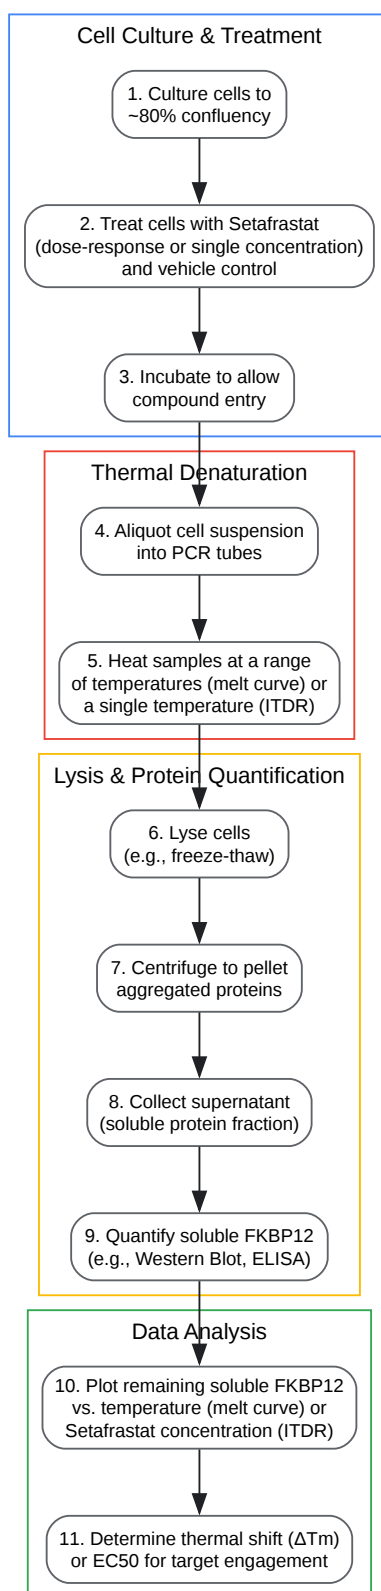 Cell Culture & Treatment
1. Culture cells to
~80% confluency
2. Treat cells with Setafrastat
(dose-response or single concentration)
and vehicle control
3. Incubate to allow
compound entry
Thermal Denaturation
4. Aliquot cell suspension
into PCR tubes
5. Heat samples at a range
of temperatures (melt curve) or
a single temperature (ITDR)
Lysis & Protein Quantification
6. Lyse cells
(e.g., freeze-thaw)
7. Centrifuge to pellet
aggregated proteins
8. Collect supernatant
(soluble protein fraction)
9. Quantify soluble FKBP12
(e.g., Western Blot, ELISA)
Data Analysis
10. Plot remaining soluble FKBP12
vs. temperature (melt curve) or
Setafrastat concentration (ITDR)
11. Determine thermal shift (ΔTm)
or EC50 for target engagement